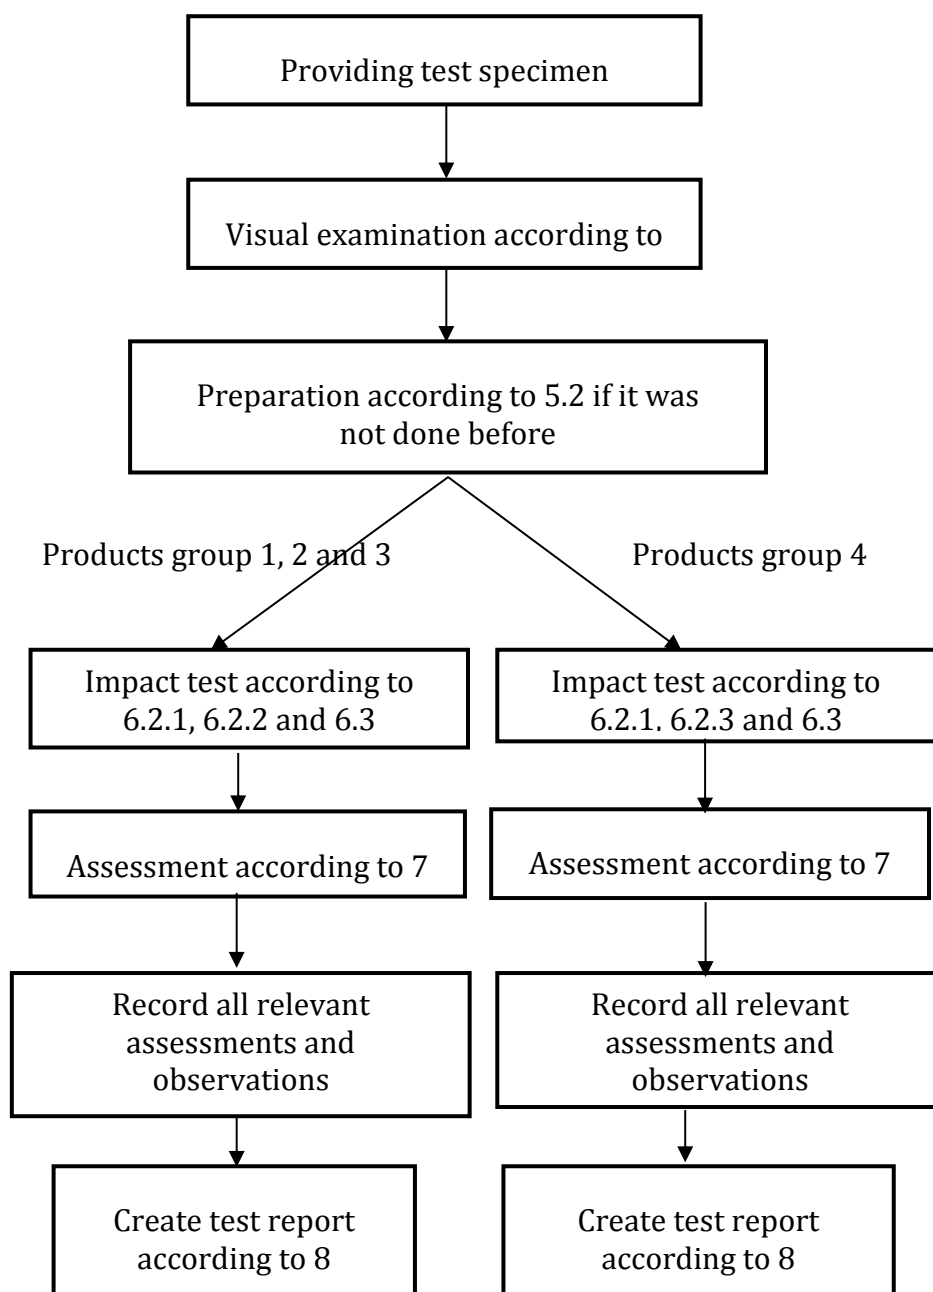 Providing test specimen
Visual examination according to
Preparation according to 5.2 if it was
not done before
Products group 1, 2 and 3
Products group 4
Impact test according to
6.2.1, 6.2.2 and 6.3
Impact test according to
6.2.1, 6.2.3 and 6.3
Assessment according to 7
Assessment according to 7
Record all relevant
assessments and
observations
Record all relevant
assessments and
observations
Create test report
according to 8
Create test report
according to 8